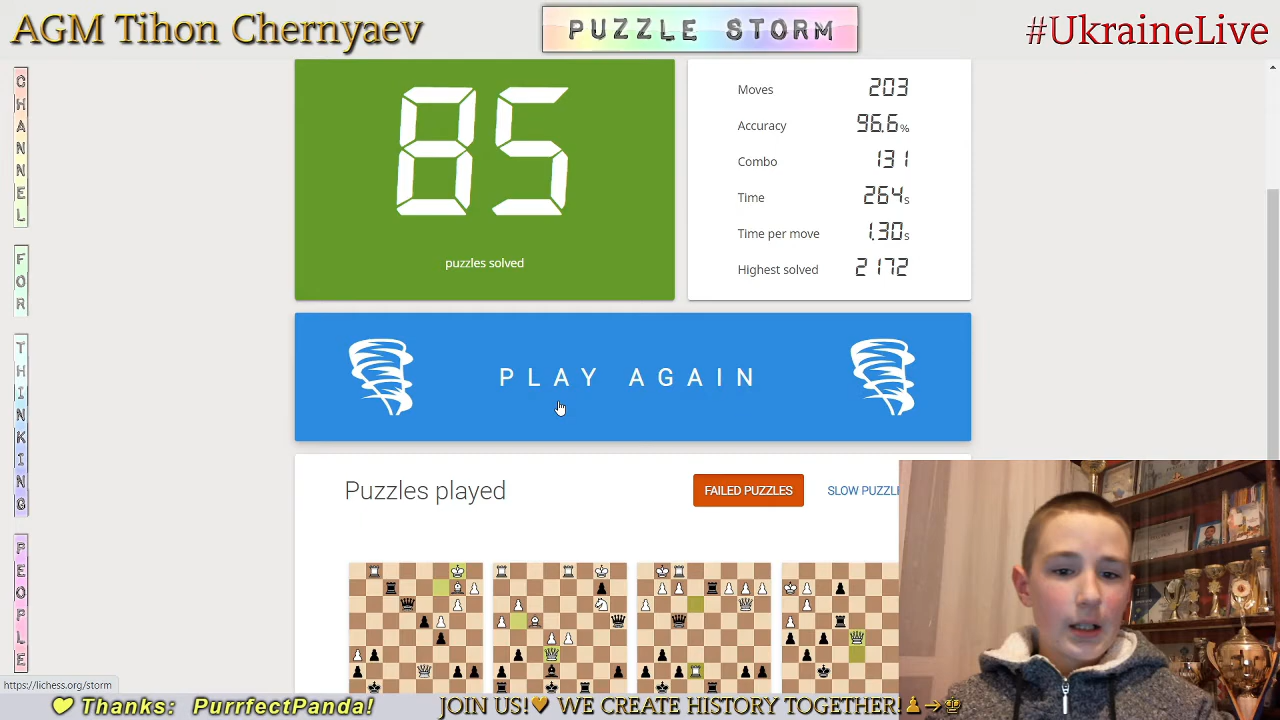 AGM Tihon Chernyaev
PUZZLE STORM
#UkraineLive
CHANNEL
FOR
THINKING
PEOPLE
85
puzzles solved
Moves 203
Accuracy 96.6%
Combo 131
Time 264s
Time per move 1.30s
Highest solved 2172
PLAY AGAIN
Puzzles played
FAILED PUZZLES
SLOW PUZZLE
https://lichess.org/storm
Thanks: PurrfectPanda!
JOIN US! WE CREATE HISTORY TOGETHER!